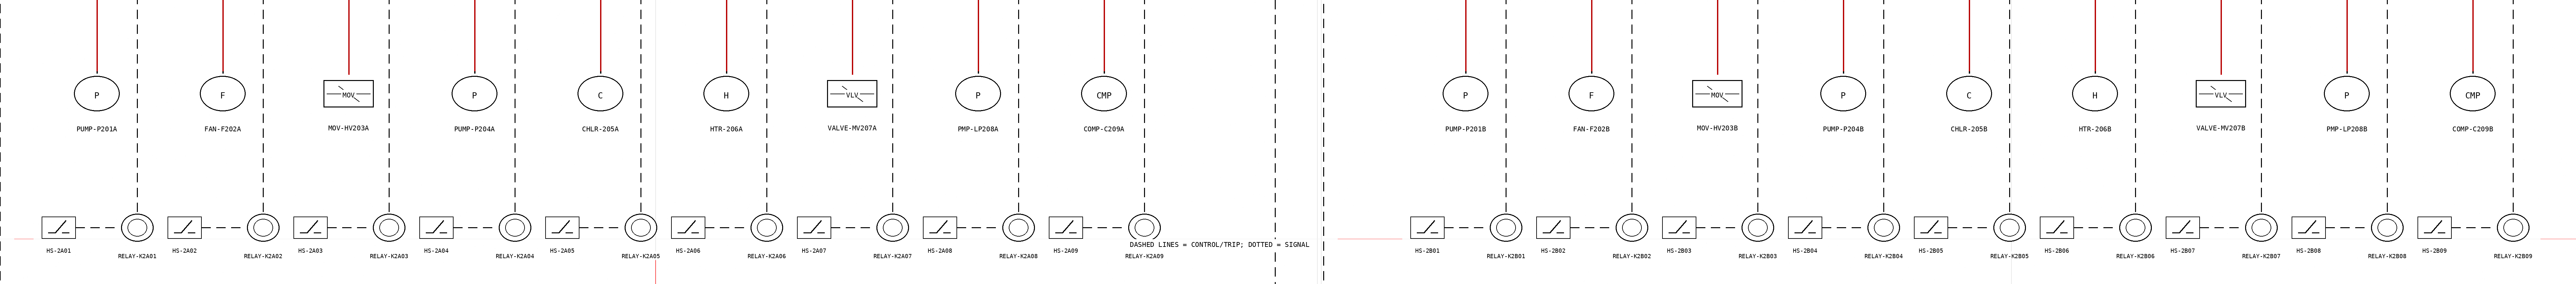 P F MOV P C H VLV P CMP P F MOV P C H VLV P CMP
PUMP-P201A FAN-F202A MOV-HV203A PUMP-P204A CHLR-205A HTR-206A VALVE-MV207A PMP-LP208A COMP-C209A PUMP-P201B FAN-F202B MOV-HV203B PUMP-P204B CHLR-205B HTR-206B VALVE-MV207B PMP-LP208B COMP-C209B
DASHED LINES = CONTROL/TRIP; DOTTED = SIGNAL
HS-2A01 HS-2A02 HS-2A03 HS-2A04 HS-2A05 HS-2A06 HS-2A07 HS-2A08 HS-2A09 HS-2B01 HS-2B02 HS-2B03 HS-2B04 HS-2B05 HS-2B06 HS-2B07 HS-2B08 HS-2B09
RELAY-K2A01 RELAY-K2A02 RELAY-K2A03 RELAY-K2A04 RELAY-K2A05 RELAY-K2A06 RELAY-K2A07 RELAY-K2A08 RELAY-K2A09 RELAY-K2B01 RELAY-K2B02 RELAY-K2B03 RELAY-K2B04 RELAY-K2B05 RELAY-K2B06 RELAY-K2B07 RELAY-K2B08 RELAY-K2B09